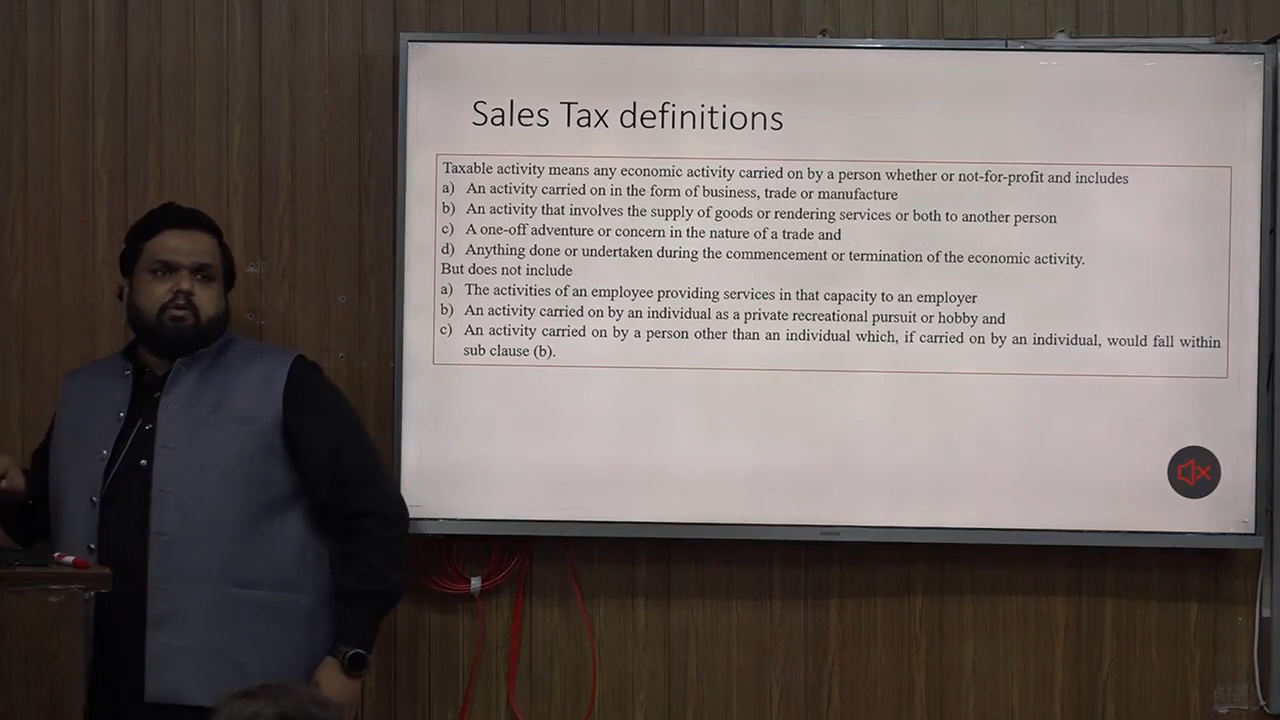 Sales Tax definitions
Taxable activity means any economic activity carried on by a person whether or not-for-profit and includes
a) An activity carried on in the form of business, trade or manufacture
b) An activity that involves the supply of goods or rendering services or both to another person
c) A one-off adventure or concern in the nature of a trade and
d) Anything done or undertaken during the commencement or termination of the economic activity.
But does not include
a) The activities of an employee providing services in that capacity to an employer
b) An activity carried on by an individual as a private recreational pursuit or hobby and
c) An activity carried on by a person other than an individual which, if carried on by an individual, would fall within
sub clause (b).